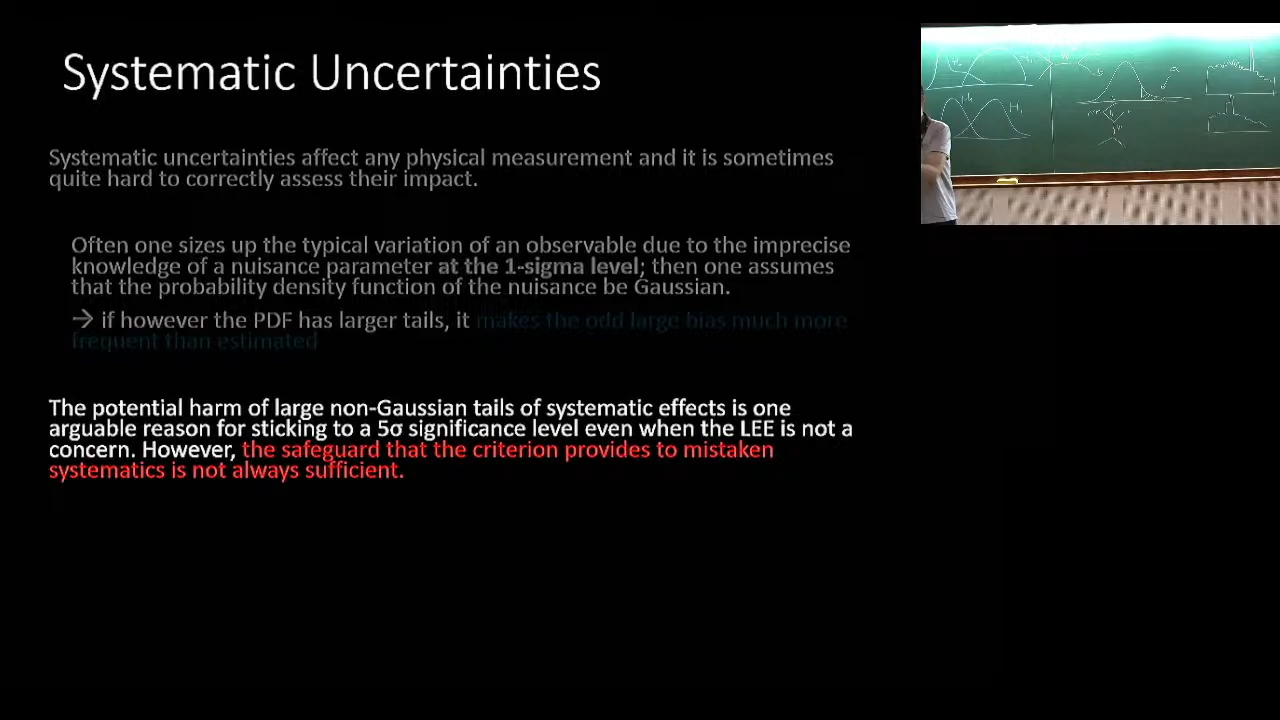 Systematic Uncertainties
Systematic uncertainties affect any physical measurement and it is sometimes
quite hard to correctly assess their impact.
Often one sizes up the typical variation of an observable due to the imprecise
knowledge of a nuisance parameter at the 1-sigma level; then one assumes
that the probability density function of the nuisance be Gaussian.
→ if however the PDF has larger tails, it makes the odd large bias much more
frequent than estimated
The potential harm of large non-Gaussian tails of systematic effects is one
arguable reason for sticking to a 5σ significance level even when the LEE is not a
concern. However, the safeguard that the criterion provides to mistaken
systematics is not always sufficient.